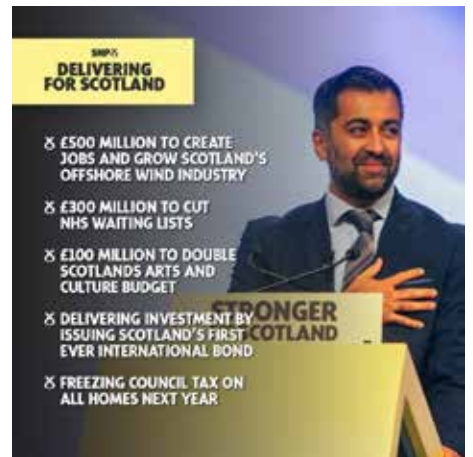 SNP
DELIVERING
FOR SCOTLAND
£500 MILLION TO CREATE
JOBS AND GROW SCOTLAND'S
OFFSHORE WIND INDUSTRY
£300 MILLION TO CUT
NHS WAITING LISTS
£100 MILLION TO DOUBLE
SCOTLANDS ARTS AND
CULTURE BUDGET
DELIVERING INVESTMENT BY
ISSUING SCOTLAND'S FIRST
EVER INTERNATIONAL BOND
FREEZING COUNCIL TAX ON
ALL HOMES NEXT YEAR
STRONGER
SCOTLAND